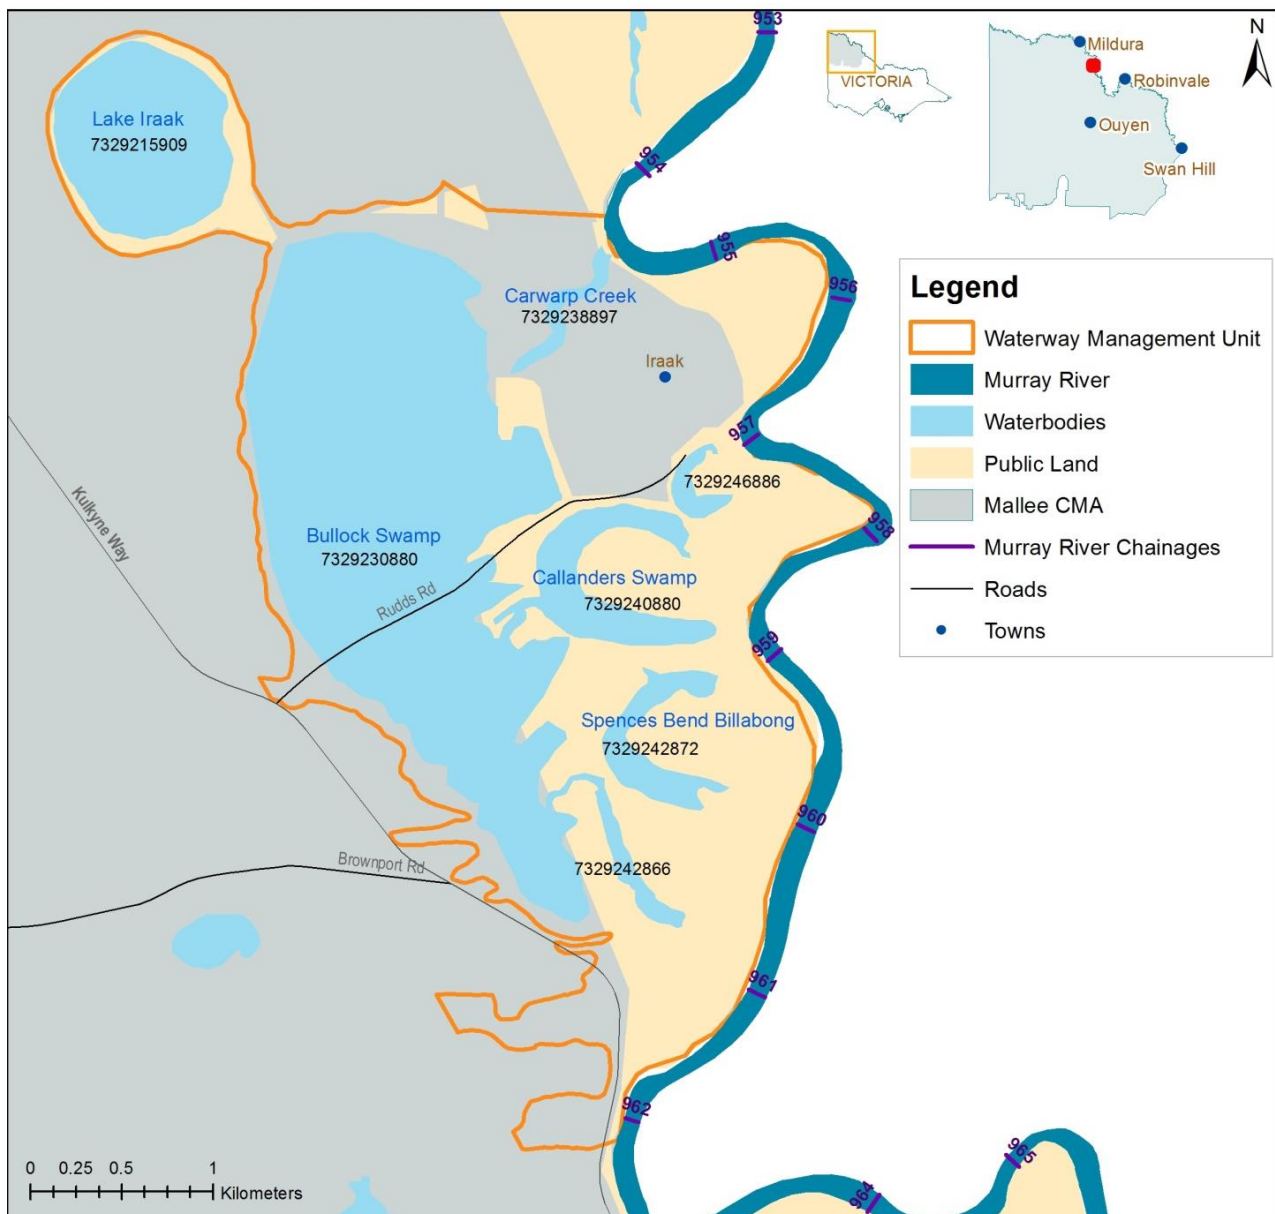 953
VICTORIA
Mildura
Robinvale
Ouyen
Swan Hill
N
Lake Iraak
7329215909
954
955
956
Carwarp Creek
7329238897
Iraak
957
7329246886
958
Kulkyne Way
Bullock Swamp
7329230880
Rudds Rd
Callanders Swamp
7329240880
959
Spences Bend Billabong
7329242872
960
Brownport Rd
7329242866
961
962
964
965
Legend
Waterway Management Unit
Murray River
Waterbodies
Public Land
Mallee CMA
Murray River Chainages
Roads
Towns
0 0.25 0.5 1
Kilometers